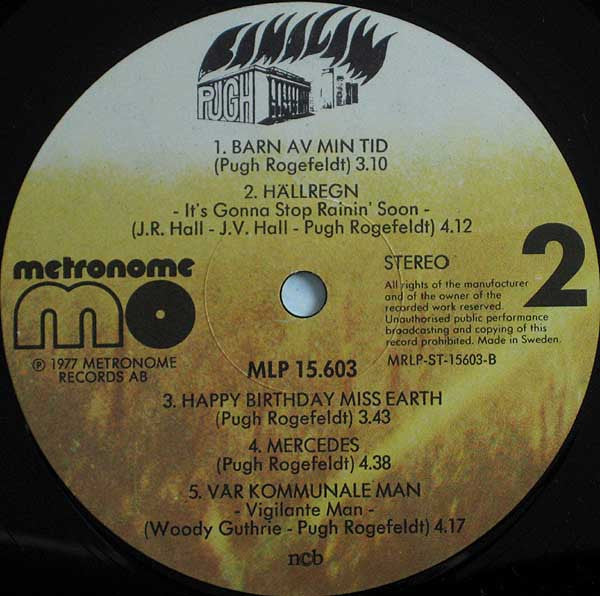 BAMALAM
PUGH
1. BARN AV MIN TID
(Pugh Rogefeldt) 3.10
2. HÄLLREGN
- It's Gonna Stop Rainin' Soon -
(J.R. Hall - J.V. Hall - Pugh Rogefeldt) 4.12
metronome
mo
℗ 1977 METRONOME
RECORDS AB
STEREO
2
All rights of the manufacturer
and of the owner of the
recorded work reserved.
Unauthorised public performance
broadcasting and copying of this
record prohibited. Made in Sweden.
MLP 15.603
MRLP-ST-15603-B
3. HAPPY BIRTHDAY MISS EARTH
(Pugh Rogefeldt) 3.43
4. MERCEDES
(Pugh Rogefeldt) 4.38
5. VÅR KOMMUNALE MAN
- Vigilante Man -
(Woody Guthrie - Pugh Rogefeldt) 4.17
ncb